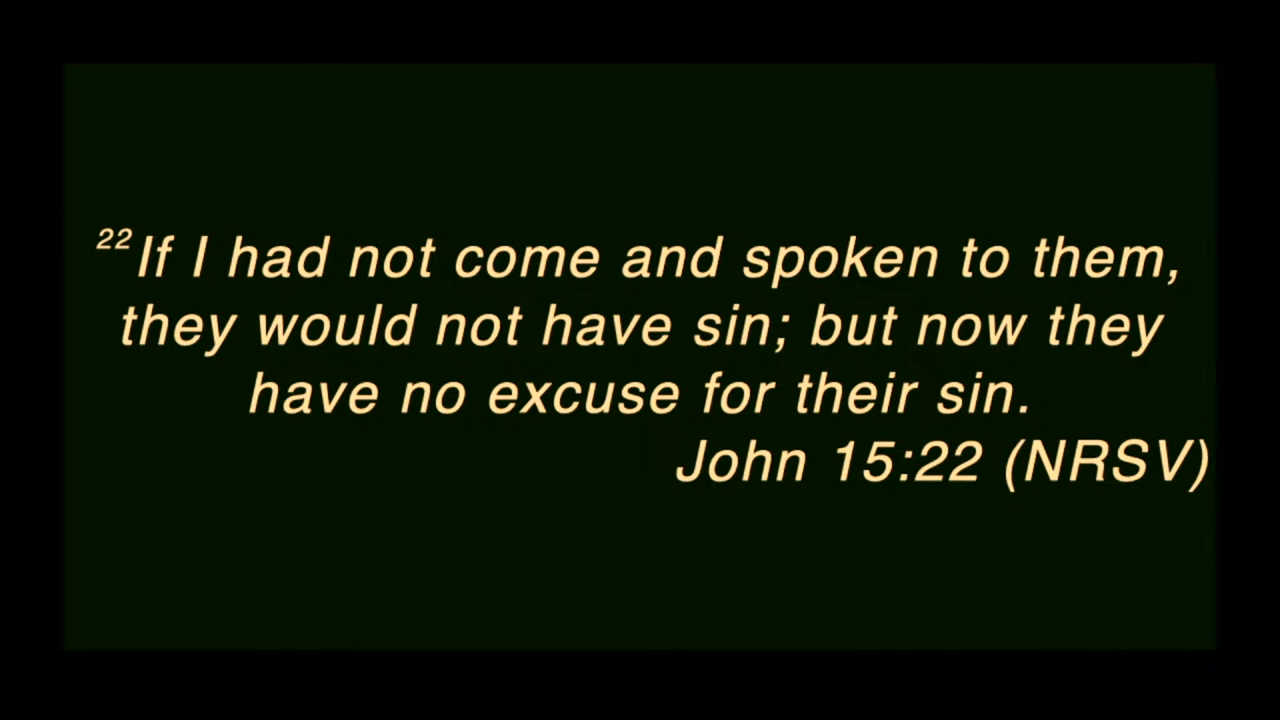 ²²If I had not come and spoken to them,
they would not have sin; but now they
have no excuse for their sin.
John 15:22 (NRSV)